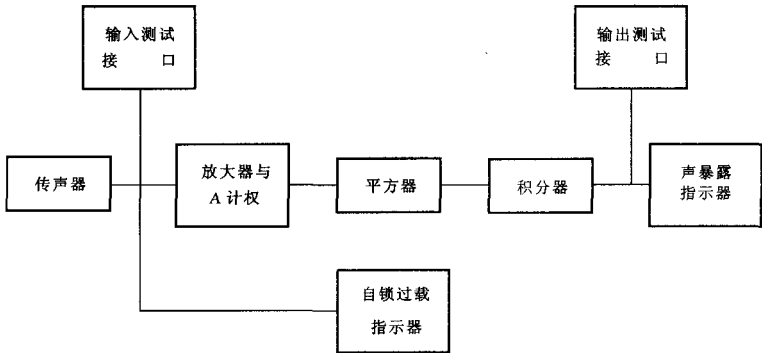 输入测试
接 口
输出测试
接 口
传声器
放大器与
A 计权
平方器
积分器
声暴露
指示器
自锁过载
指示器